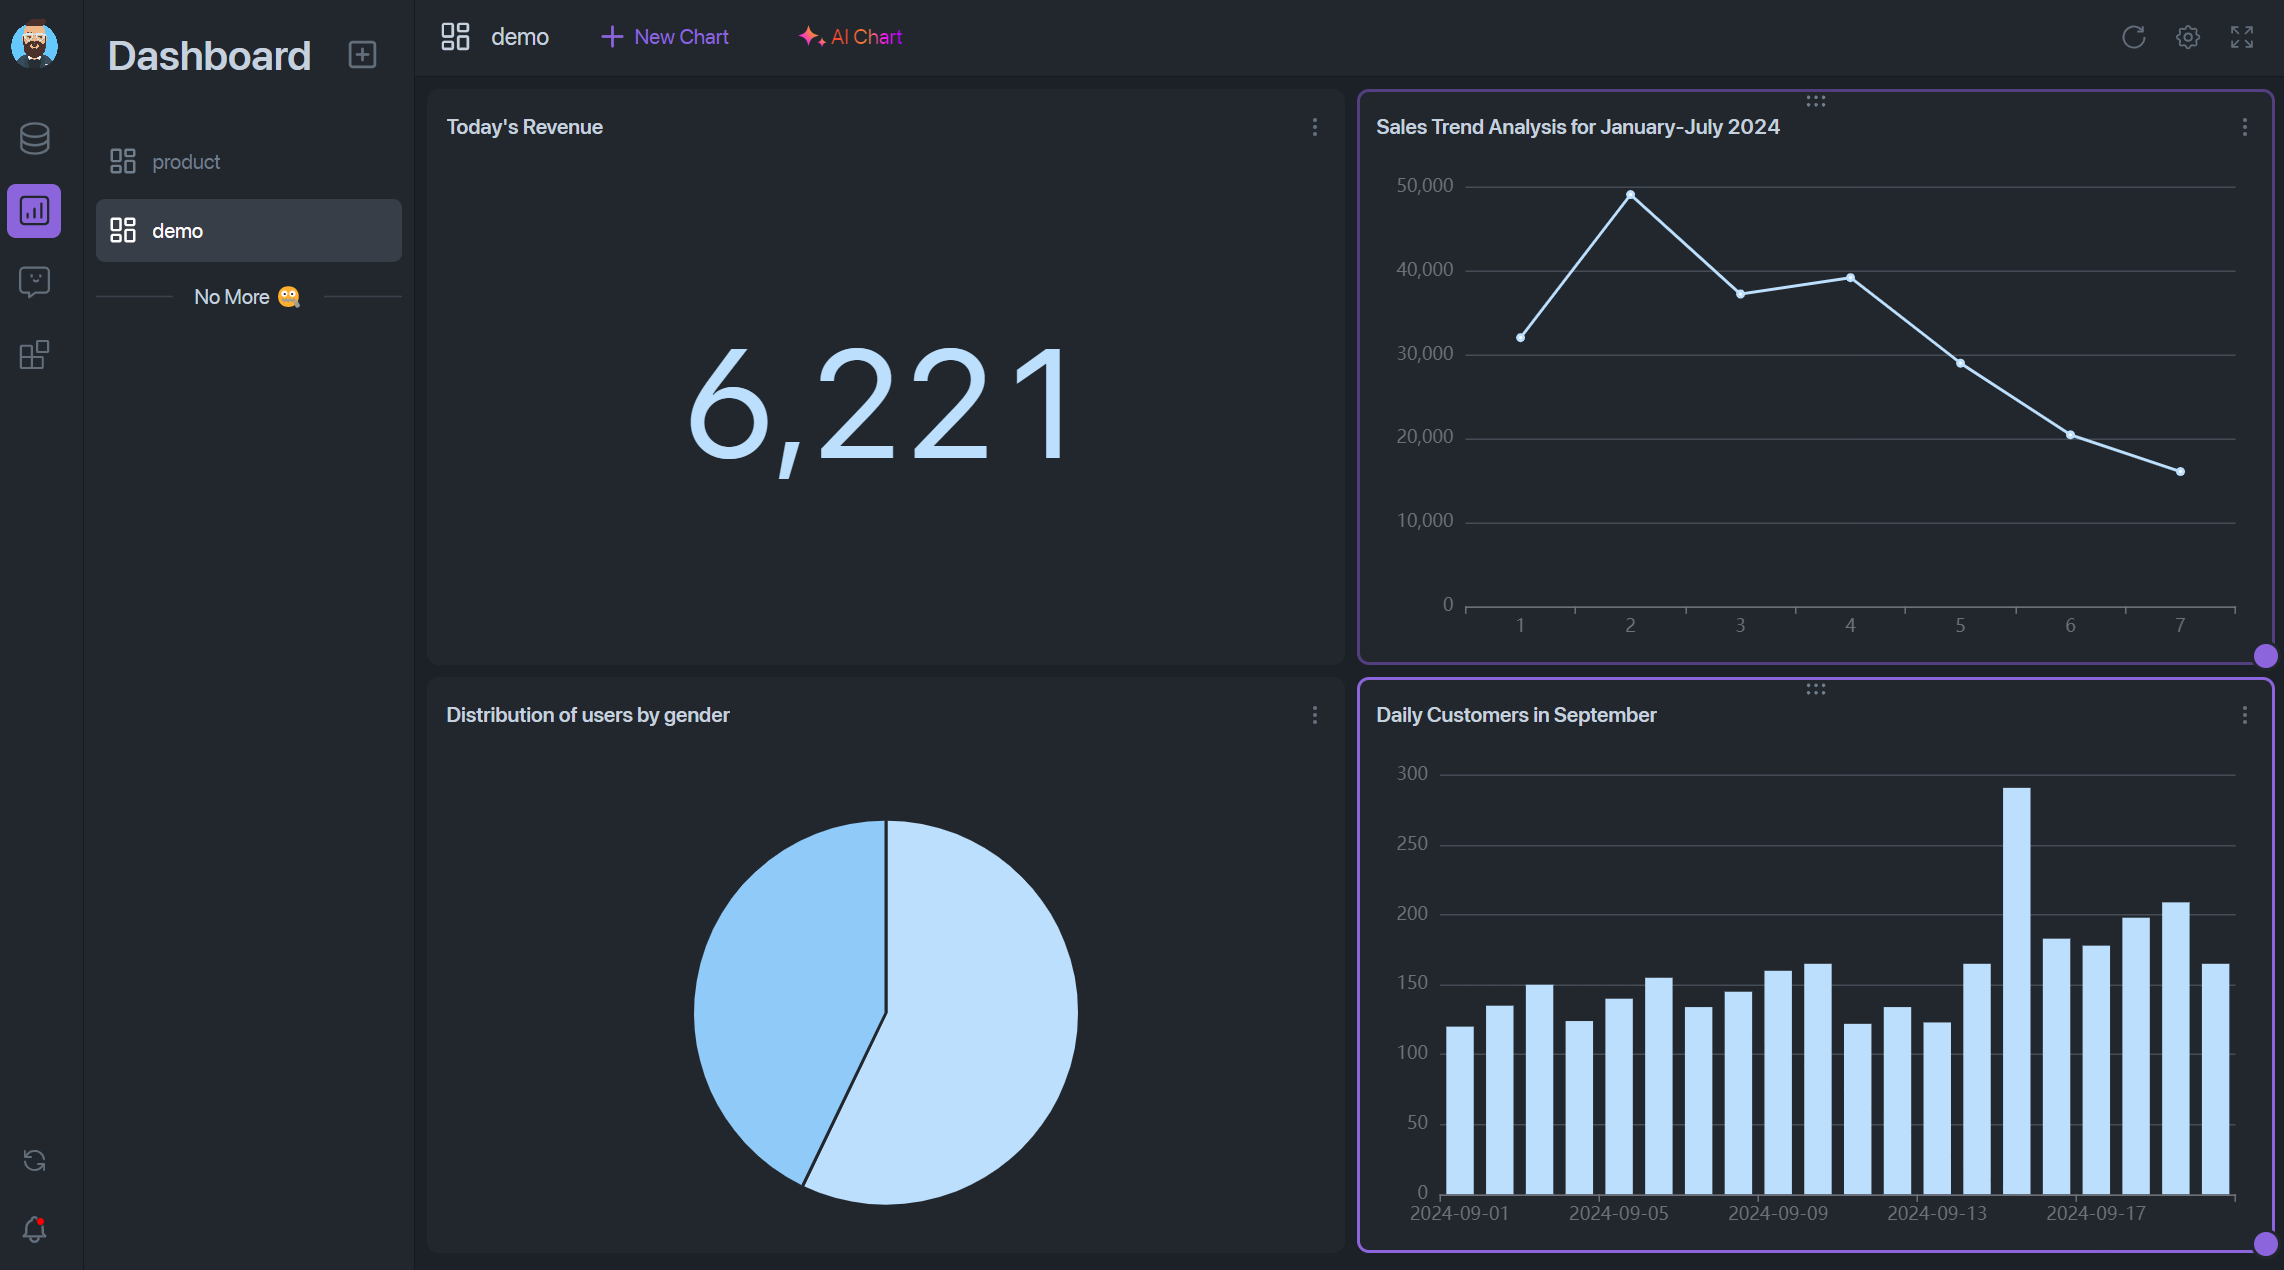 Dashboard
product
demo
No More
demo
New Chart
AI Chart
Today's Revenue
6,221
Sales Trend Analysis for January-July 2024
50,000
40,000
30,000
20,000
10,000
0
1 2 3 4 5 6 7
Distribution of users by gender
Daily Customers in September
300
250
200
150
100
50
0
2024-09-01 2024-09-05 2024-09-09 2024-09-13 2024-09-17